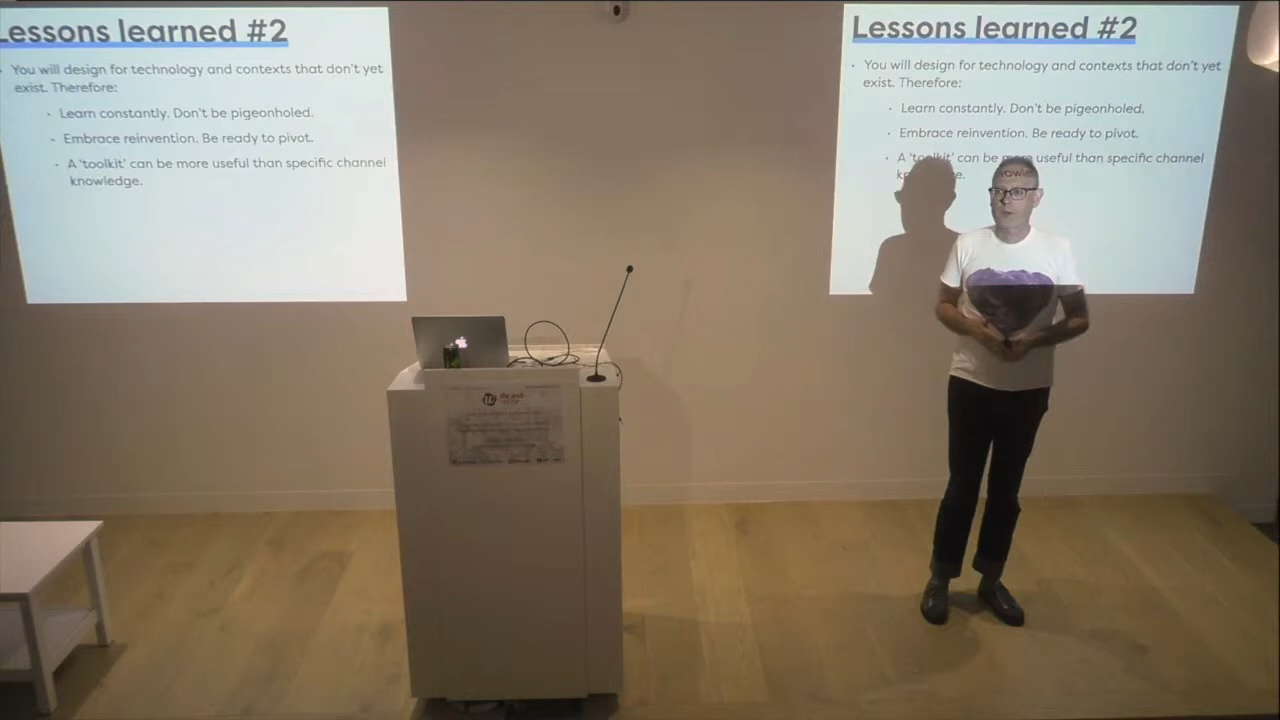 Lessons learned #2
• You will design for technology and contexts that don't yet
exist. Therefore:
• Learn constantly. Don't be pigeonholed.
• Embrace reinvention. Be ready to pivot.
• A 'toolkit' can be more useful than specific channel
knowledge.
Lessons learned #2
• You will design for technology and contexts that don't yet
exist. Therefore:
• Learn constantly. Don't be pigeonholed.
• Embrace reinvention. Be ready to pivot.
• A 'toolkit' can be more useful than specific channel